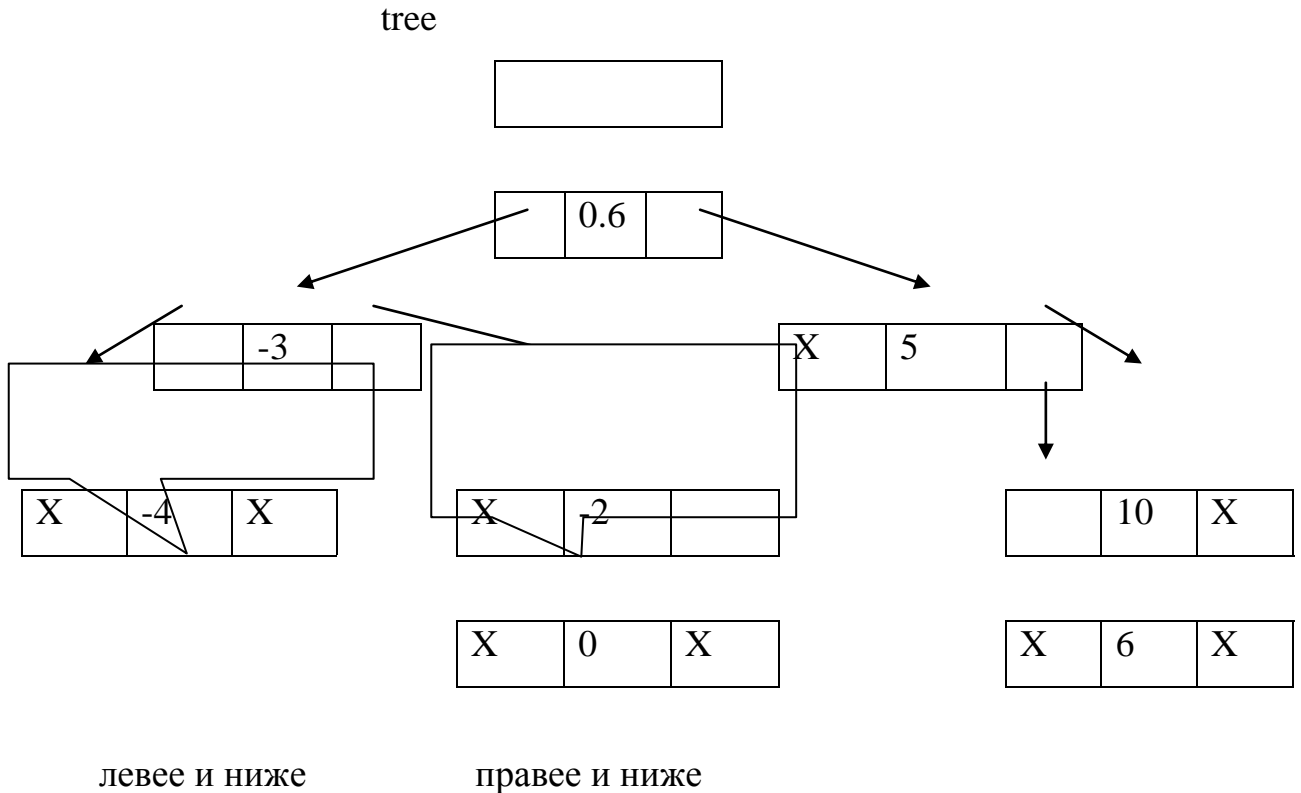 tree
0.6
-3
X 5
X -4 X
X -2
10 X
X 0 X
X 6 X
левее и ниже правее и ниже